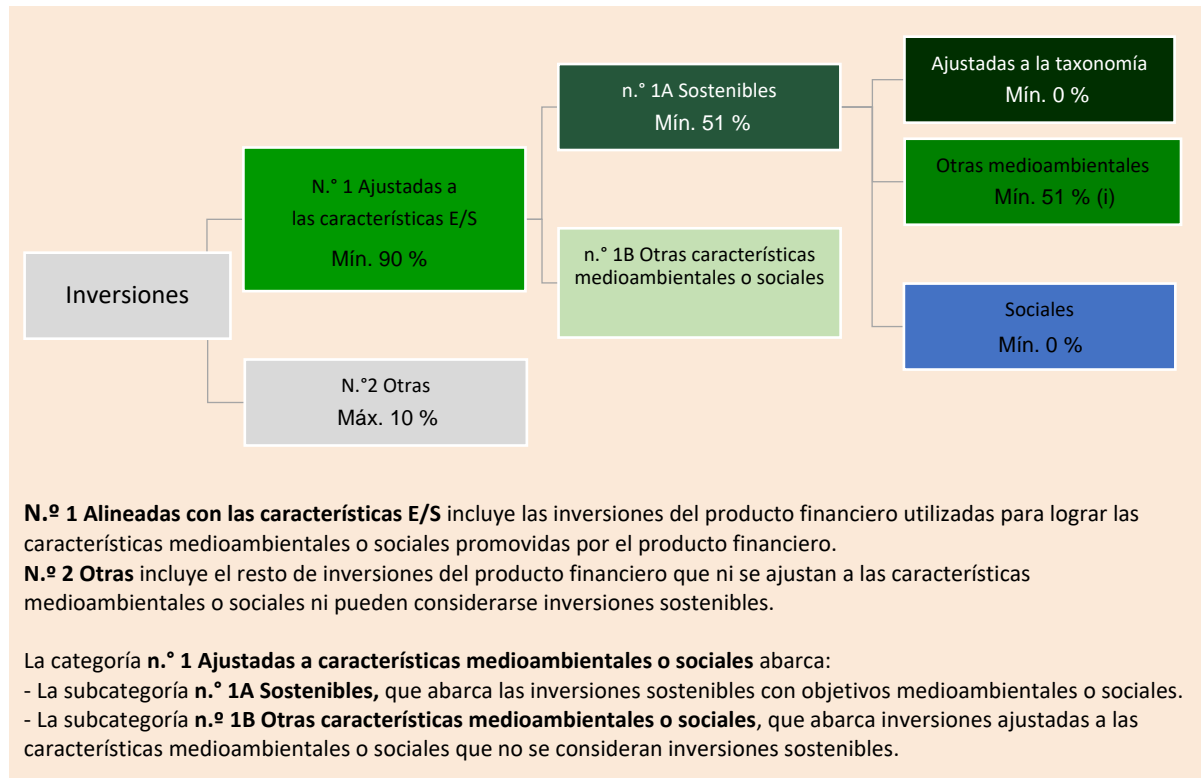 Inversiones
N.° 1 Ajustadas a
las características E/S
Mín. 90 %
N.°2 Otras
Máx. 10 %
n.° 1A Sostenibles
Mín. 51 %
n.° 1B Otras características
medioambientales o sociales
Ajustadas a la taxonomía
Mín. 0 %
Otras medioambientales
Mín. 51 % (i)
Sociales
Mín. 0 %
N.º 1 Alineadas con las características E/S incluye las inversiones del producto financiero utilizadas para lograr las
características medioambientales o sociales promovidas por el producto financiero.
N.º 2 Otras incluye el resto de inversiones del producto financiero que ni se ajustan a las características
medioambientales o sociales ni pueden considerarse inversiones sostenibles.
La categoría n.° 1 Ajustadas a características medioambientales o sociales abarca:
- La subcategoría n.° 1A Sostenibles, que abarca las inversiones sostenibles con objetivos medioambientales o sociales.
- La subcategoría n.º 1B Otras características medioambientales o sociales, que abarca inversiones ajustadas a las
características medioambientales o sociales que no se consideran inversiones sostenibles.